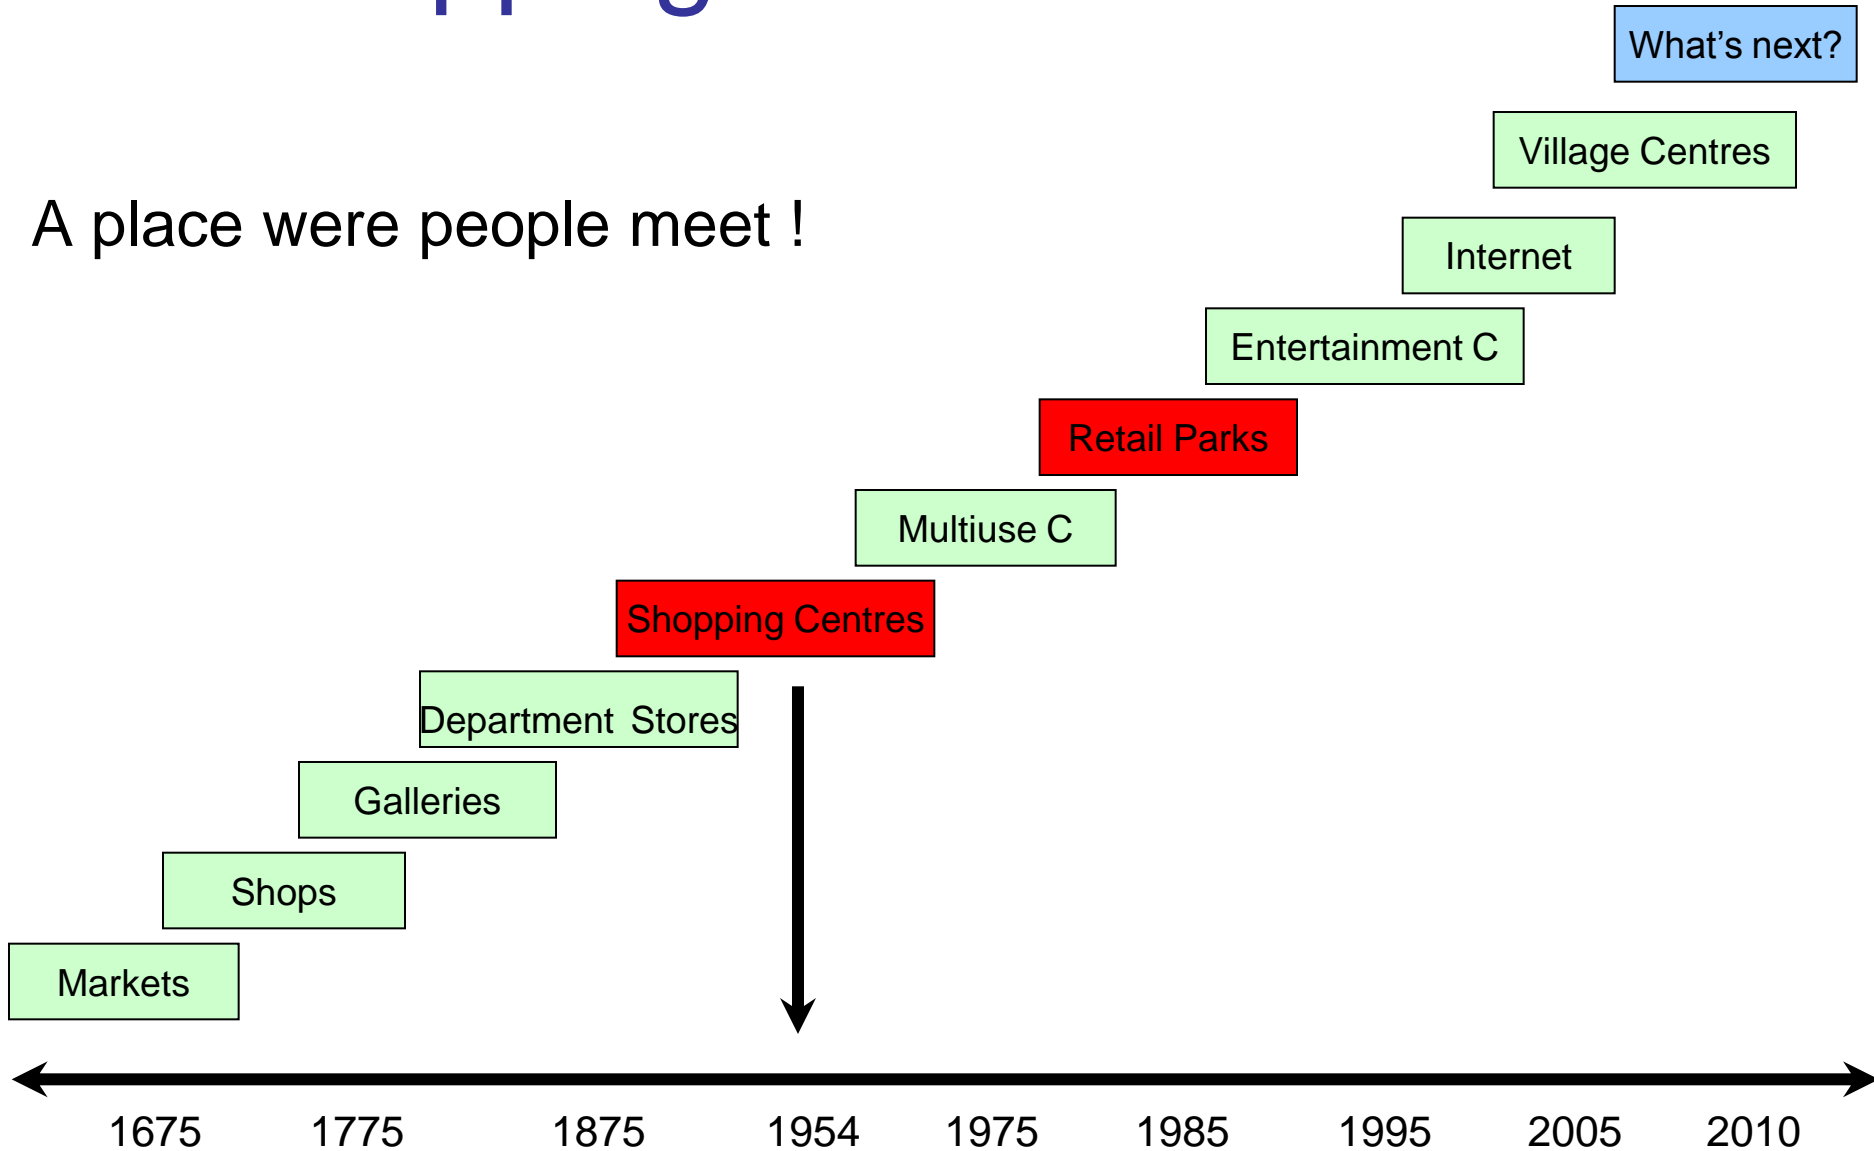 What's next?
Village Centres
A place were people meet !
Internet
Entertainment C
Retail Parks
Multiuse C
Shopping Centres
Department Stores
Galleries
Shops
Markets
1675 1775 1875 1954 1975 1985 1995 2005 2010